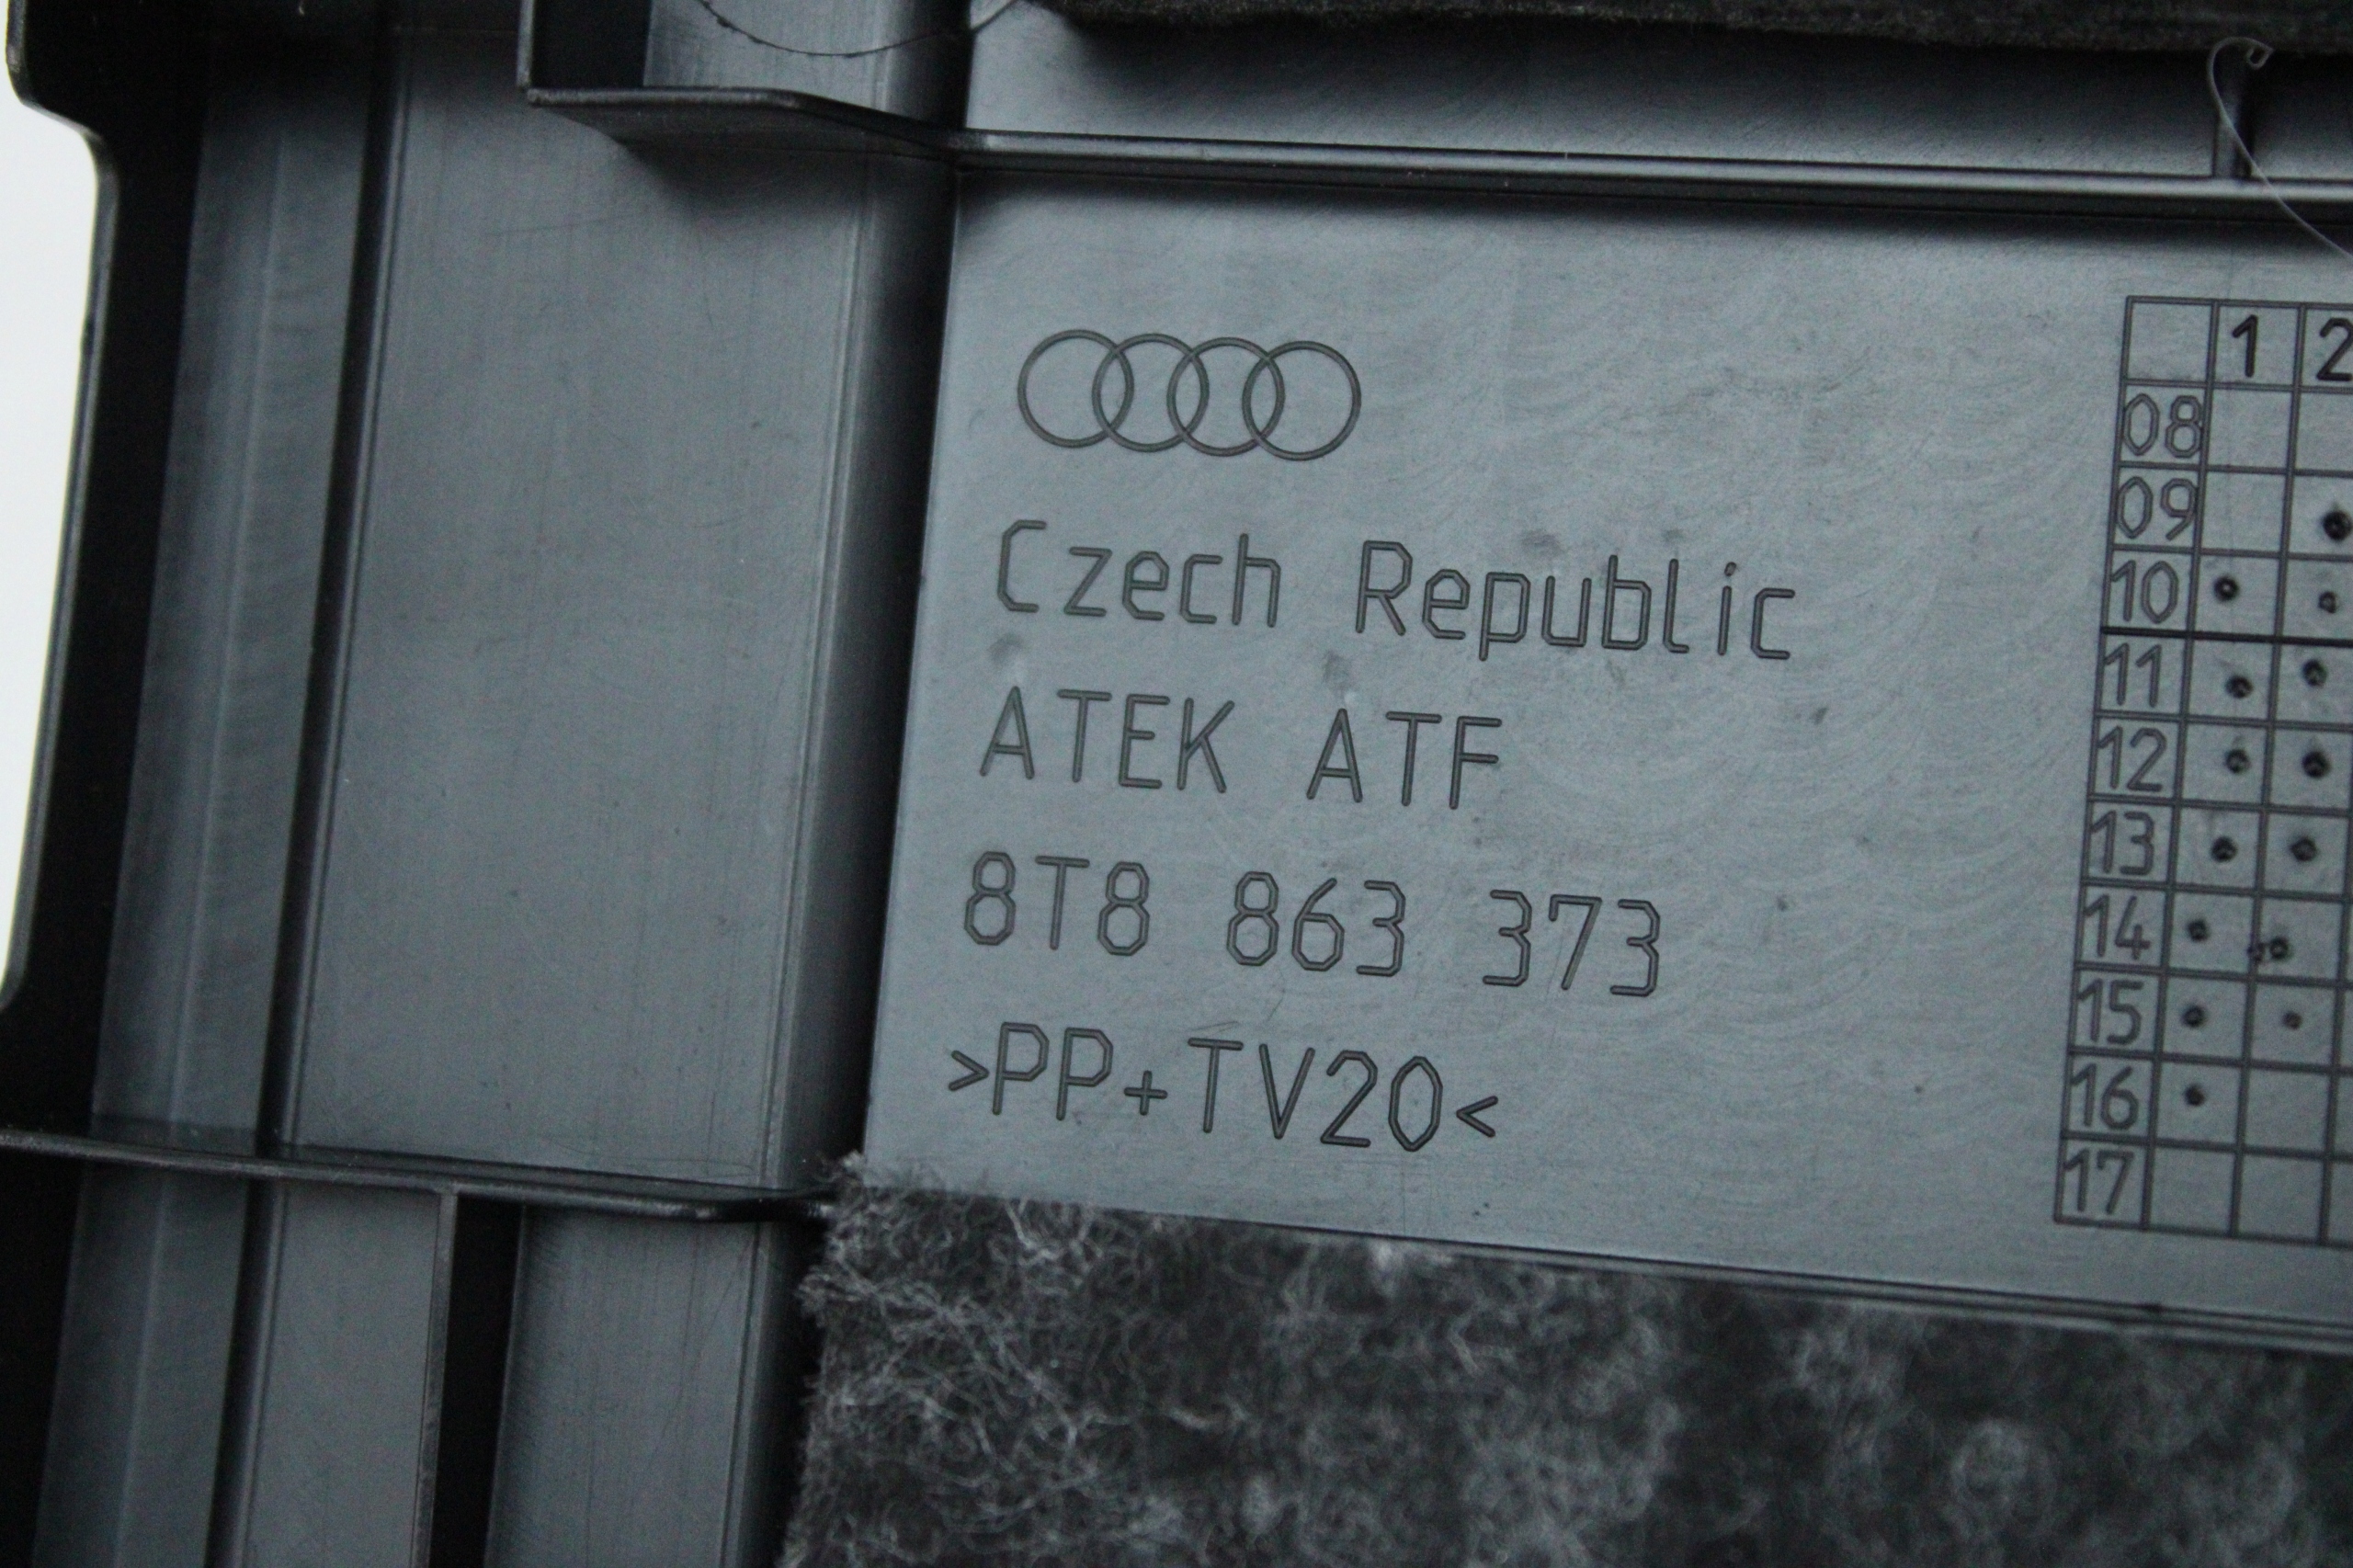 Czech Republic
ATEK ATF
8T8 863 373
>PP+TV20<
1 2
08
09
10
11
12
13
14
15
16
17